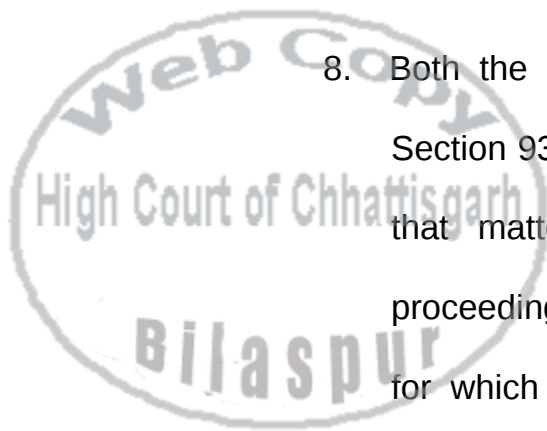 Web Copy
High Court of Chhattisgarh
Bilaspur
8. Both the
Section 93
that matt
proceeding
for which